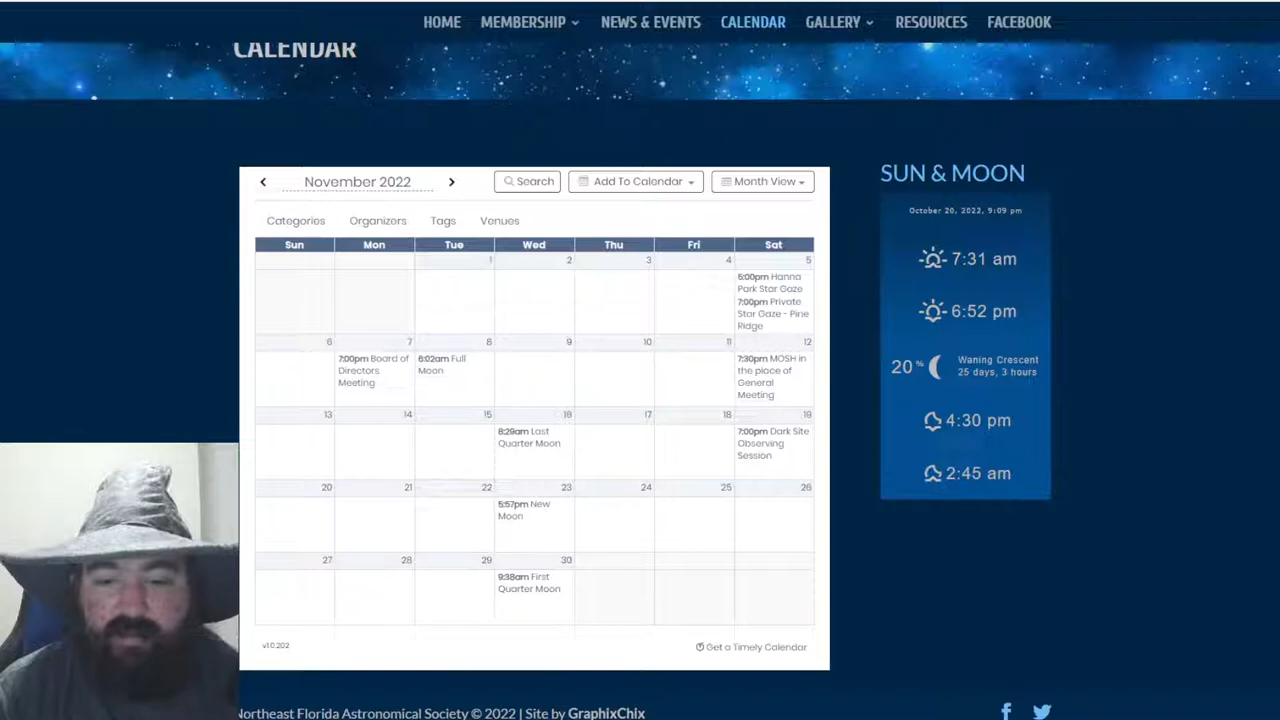 HOME MEMBERSHIP NEWS & EVENTS CALENDAR GALLERY RESOURCES FACEBOOK
CALENDAR
November 2022
Search
Add To Calendar
Month View
Categories Organizers Tags Venues
Sun Mon Tue Wed Thu Fri Sat
1 2 3 4 5
5:00pm Hanna
Park Star Gaze
7:00pm Private
Star Gaze - Pine
Ridge
6 7 8 9 10 11 12
7:00pm Board of
Directors
Meeting
6:02am Full
Moon
7:30pm MOSH in
the place of
General
Meeting
13 14 15 16 17 18 19
8:29am Last
Quarter Moon
7:00pm Dark Site
Observing
Session
20 21 22 23 24 25 26
5:57pm New
Moon
27 28 29 30
9:38am First
Quarter Moon
v1.0.202
Get a Timely Calendar
SUN & MOON
October 20, 2022, 9:09 pm
7:31 am
6:52 pm
20 %
Waning Crescent
25 days, 3 hours
4:30 pm
2:45 am
Northeast Florida Astronomical Society © 2022 | Site by GraphixChix